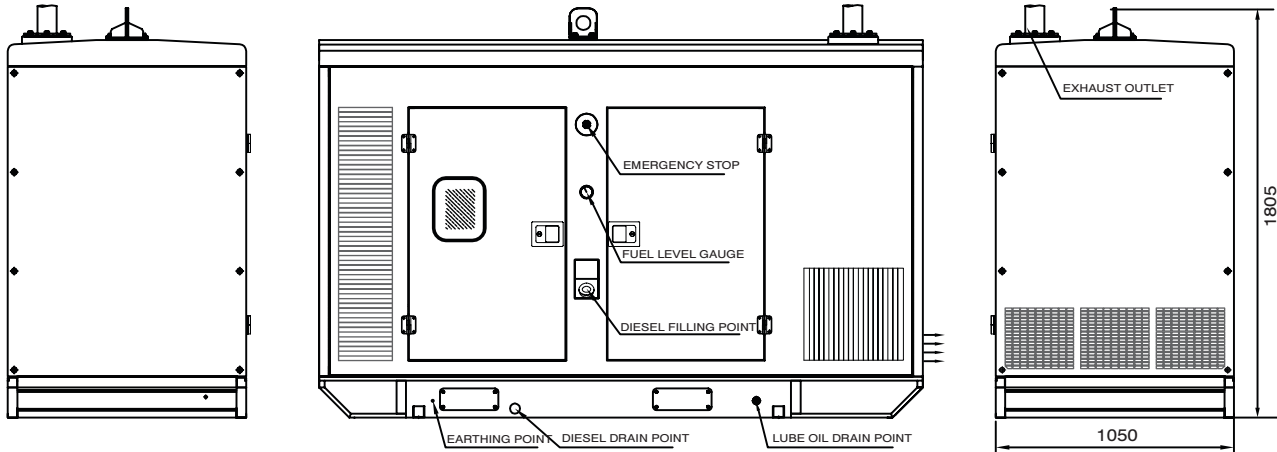 EXHAUST OUTLET
EMERGENCY STOP
1805
FUEL LEVEL GAUGE
DIESEL FILLING POINT
EARTHING POINT
DIESEL DRAIN POINT
LUBE OIL DRAIN POINT
1050